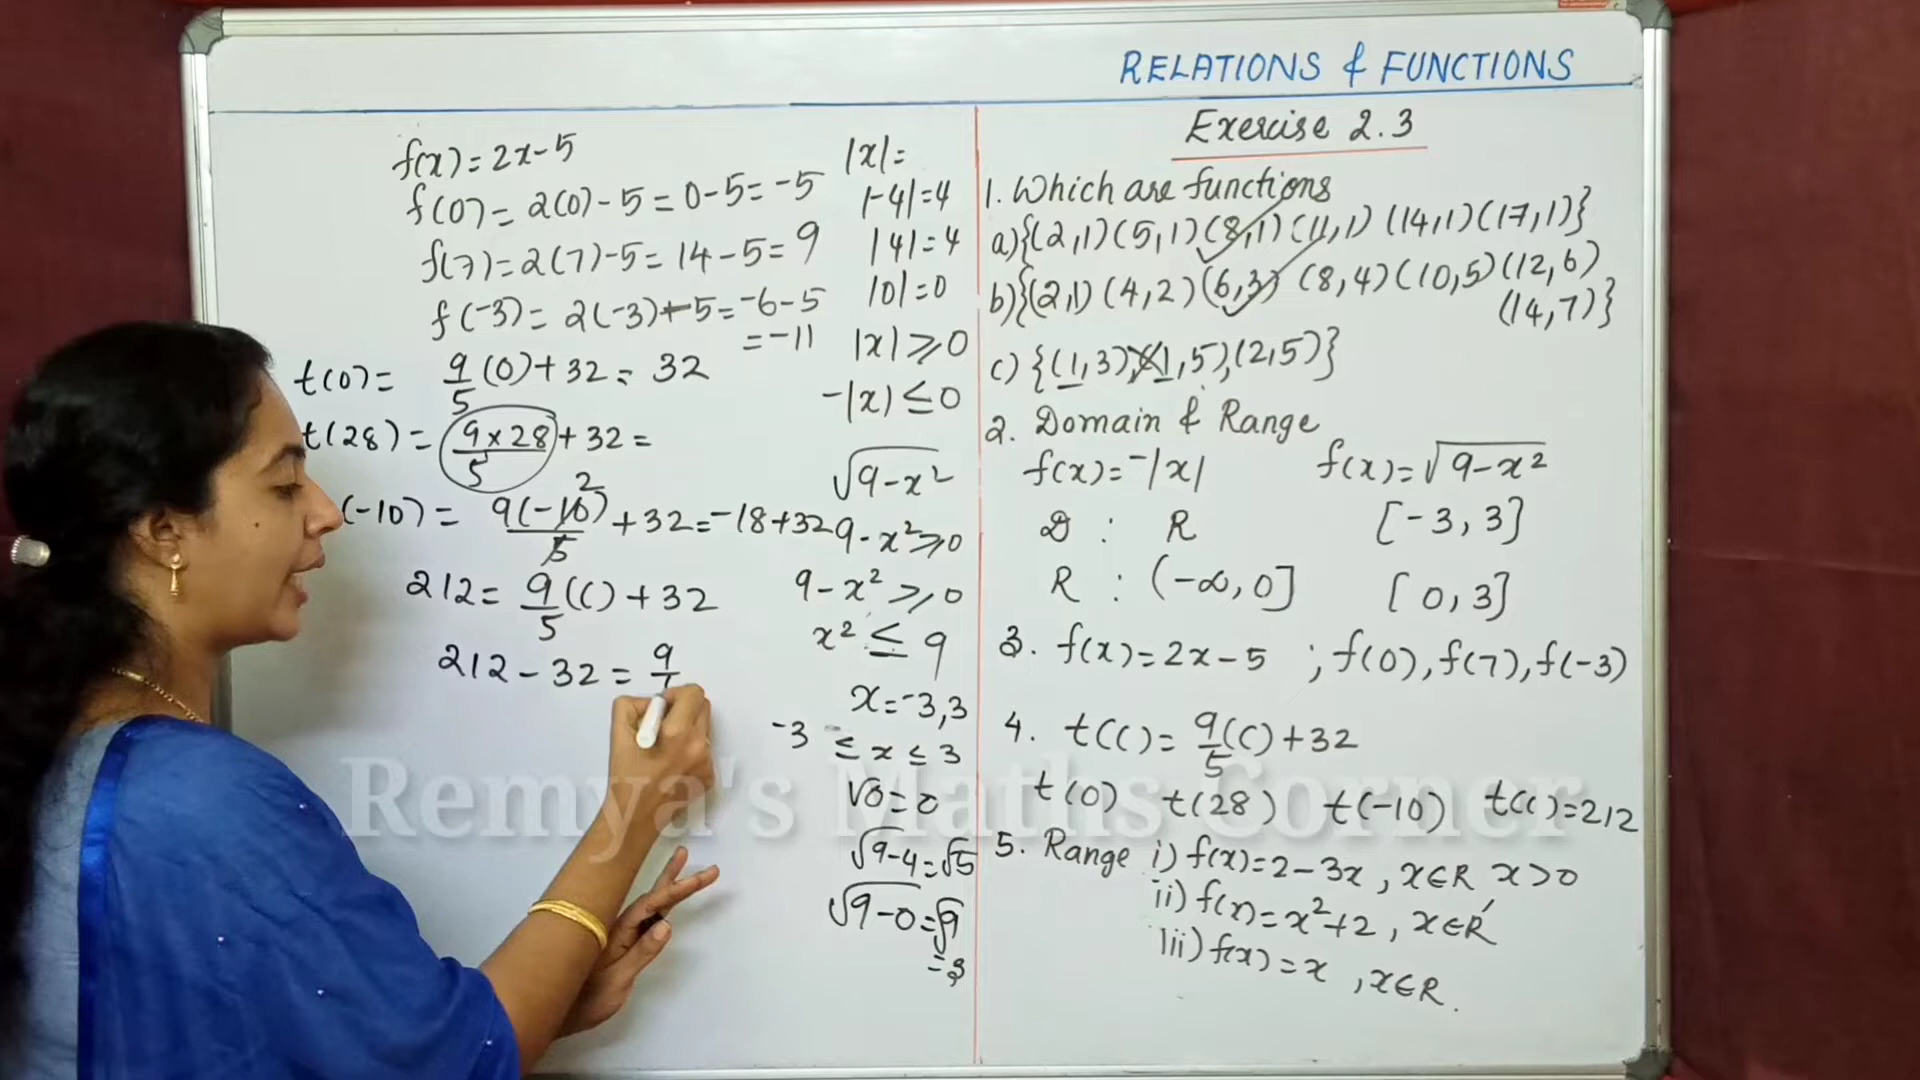 RELATIONS & FUNCTIONS
f(x) = 2x-5
f(0) = 2(0)-5 = 0-5 = -5
f(7) = 2(7)-5 = 14-5 = 9
f(-3) = 2(-3)-5 = -6-5
= -11
t(0) = 9/5 (0) + 32 = 32
t(28) = 9×28/5 + 32 =
(-10) = 9(-10)/5 2 + 32 = -18+32
212 = 9/5 (C) + 32
212 - 32 = 9
|x| =
|-4| = 4
|4| = 4
|0| = 0
|x| ≥ 0
-|x| ≤ 0
√9-x²
9-x² ≥ 0
9-x² ≥ 0
x² ≤ 9
x = -3, 3
-3 ≤ x ≤ 3
√0 = 0
√9-4 = √5
√9-0 = √9
= 3
Exercise 2.3
1. Which are functions
a) {(2,1) (5,1) (8,1) (11,1) (14,1) (17,1)}
b) {(2,1) (4,2) (6,3) (8,4) (10,5) (12,6)
(14,7)}
c) {(1,3), (1,5), (2,5)}
2. Domain & Range
f(x) = -|x| f(x) = √9-x²
D : R [-3, 3]
R : (-∞, 0] [0, 3]
3. f(x) = 2x-5 ; f(0), f(7), f(-3)
4. t(C) = 9/5 (C) + 32
t(0) t(28) t(-10) t(C) = 212
5. Range i) f(x) = 2-3x, x∈R x>0
ii) f(x) = x²+2, x∈R
iii) f(x) = x, x∈R.
Remya's Maths Corner